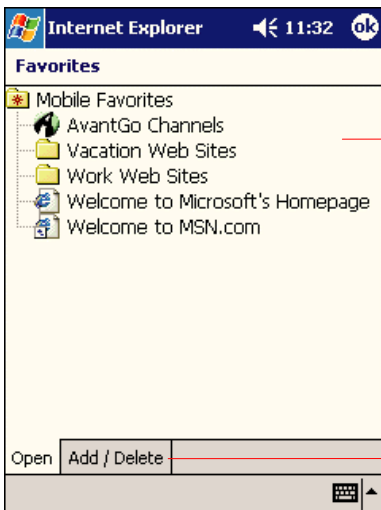 Internet Explorer 11:32 ok
Favorites
Mobile Favorites
AvantGo Channels
Vacation Web Sites
Work Web Sites
Welcome to Microsoft's Homepage
Welcome to MSN.com
Open Add / Delete